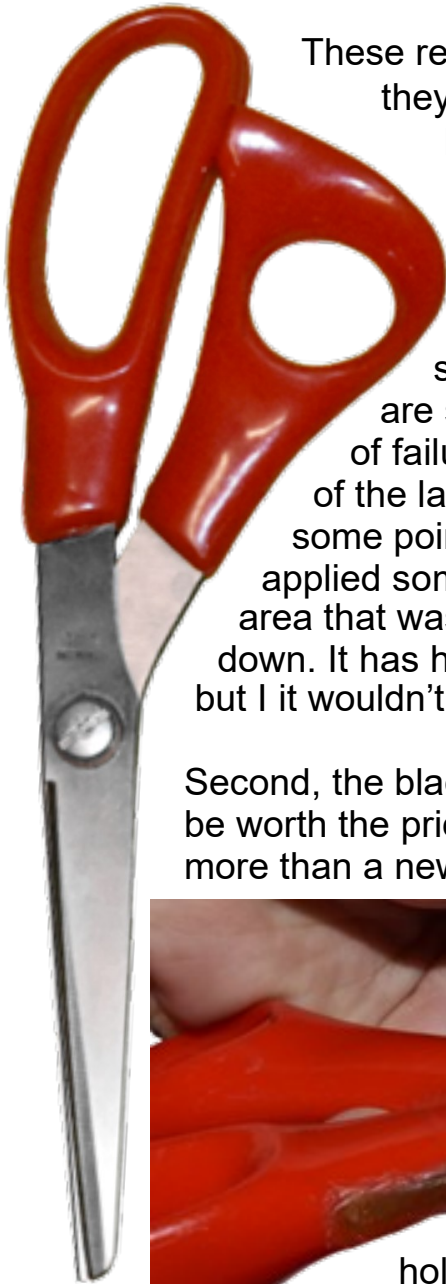 These re
they
s
are s
of failu
of the la
some poin
applied som
area that was
down. It has h
but I it wouldn’t
Second, the blad
be worth the pric
more than a new
hol